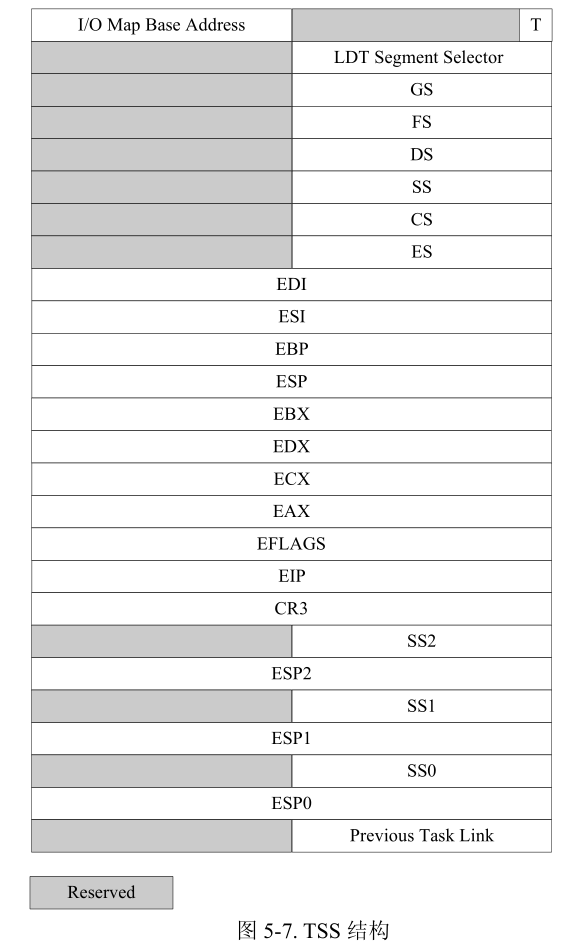 I/O Map Base Address T
LDT Segment Selector
GS
FS
DS
SS
CS
ES
EDI
ESI
EBP
ESP
EBX
EDX
ECX
EAX
EFLAGS
EIP
CR3
SS2
ESP2
SS1
ESP1
SS0
ESP0
Previous Task Link
Reserved
图 5-7. TSS 结构